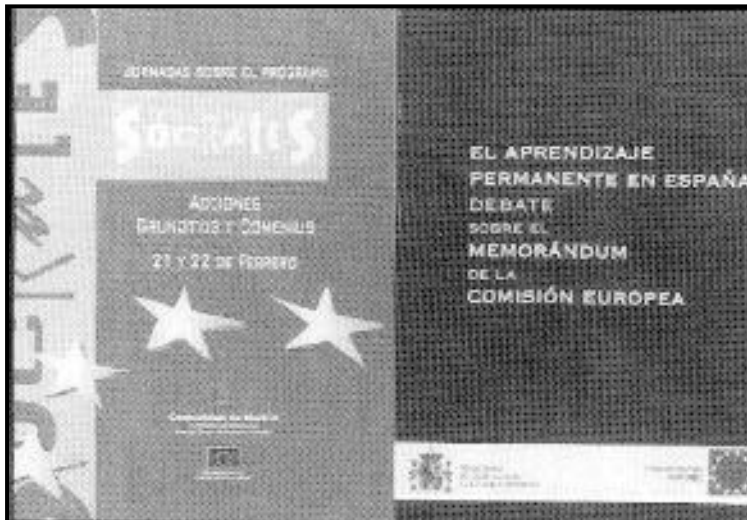 JORNADAS SOBRE EL PROGRAMA
SÓCRATES
ACCIONES
GRUNDTVIG Y COMENIUS
21 Y 22 DE FEBRERO
Comunidad de Madrid
EL APRENDIZAJE
PERMANENTE EN ESPAÑA
DEBATE
SOBRE EL
MEMORÁNDUM
DE LA
COMISIÓN EUROPEA